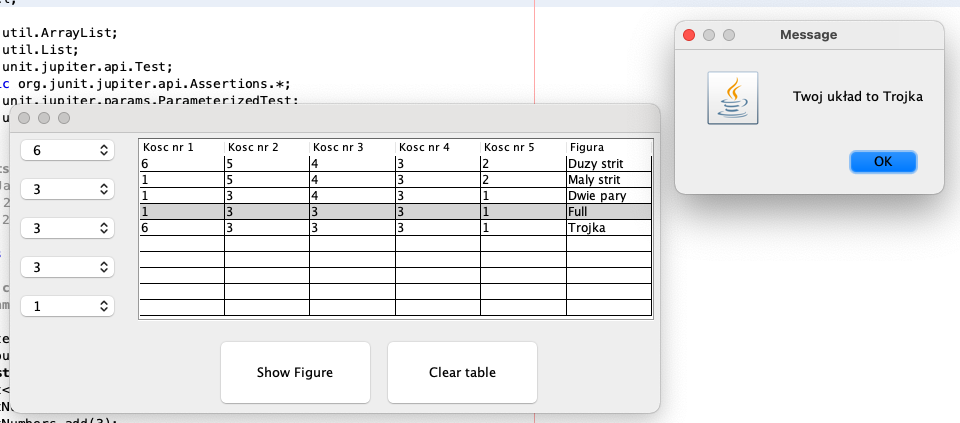 util.ArrayList;
util.List;
unit.jupiter.api.Test;
ic org.junit.jupiter.api.Assertions.*;
unit.jupiter.params.ParameterizedTest;
Message
Twoj układ to Trojka
OK
6
3
3
3
1
Kosc nr 1 Kosc nr 2 Kosc nr 3 Kosc nr 4 Kosc nr 5 Figura
6 5 4 3 2 Duzy strit
1 5 4 3 2 Maly strit
1 3 4 3 1 Dwie pary
1 3 3 3 1 Full
6 3 3 3 1 Trojka
Show Figure
Clear table